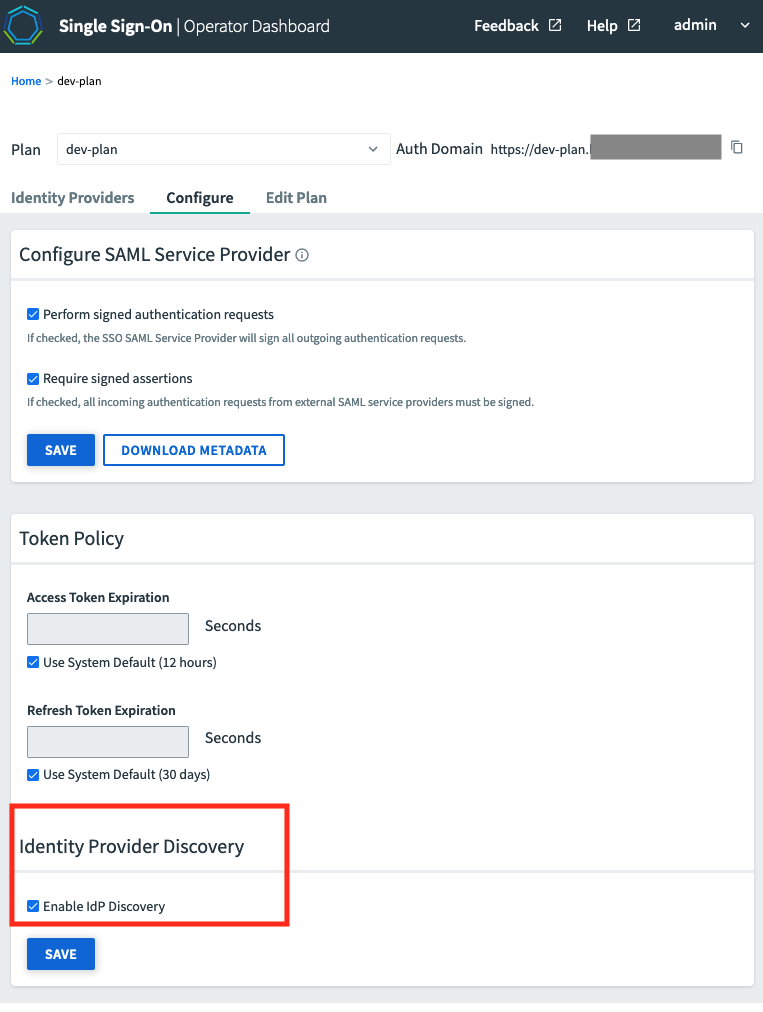 Single Sign-On | Operator Dashboard Feedback Help admin
Home > dev-plan
Plan dev-plan Auth Domain https://dev-plan.
Identity Providers Configure Edit Plan
Configure SAML Service Provider
Perform signed authentication requests
If checked, the SSO SAML Service Provider will sign all outgoing authentication requests.
Require signed assertions
If checked, all incoming authentication requests from external SAML service providers must be signed.
SAVE DOWNLOAD METADATA
Token Policy
Access Token Expiration
Seconds
Use System Default (12 hours)
Refresh Token Expiration
Seconds
Use System Default (30 days)
Identity Provider Discovery
Enable IdP Discovery
SAVE